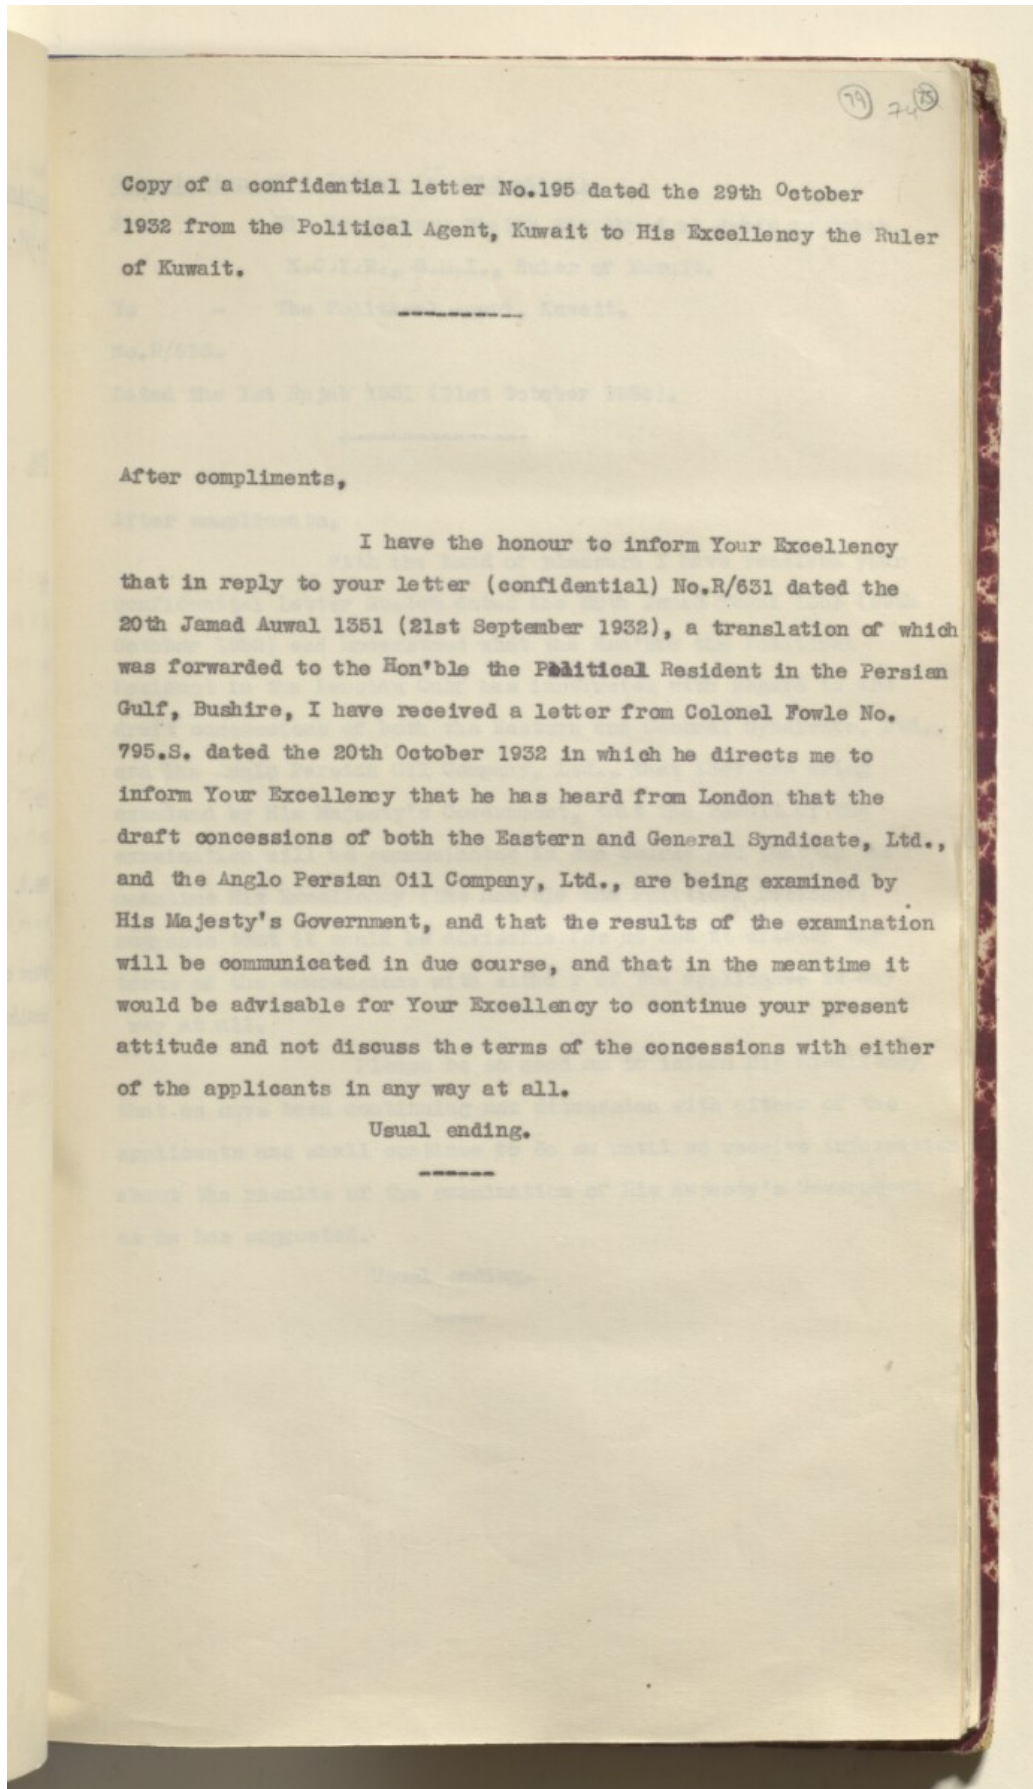 79 74 75
Copy of a confidential letter No.195 dated the 29th October
1932 from the Political Agent, Kuwait to His Excellency the Ruler
of Kuwait.
----------
After compliments,
I have the honour to inform Your Excellency
that in reply to your letter (confidential) No.R/631 dated the
20th Jamad Auwal 1351 (21st September 1932), a translation of which
was forwarded to the Hon'ble the Political Resident in the Persian
Gulf, Bushire, I have received a letter from Colonel Fowle No.
795.S. dated the 20th October 1932 in which he directs me to
inform Your Excellency that he has heard from London that the
draft concessions of both the Eastern and General Syndicate, Ltd.,
and the Anglo Persian Oil Company, Ltd., are being examined by
His Majesty's Government, and that the results of the examination
will be communicated in due course, and that in the meantime it
would be advisable for Your Excellency to continue your present
attitude and not discuss the terms of the concessions with either
of the applicants in any way at all.
Usual ending.
------